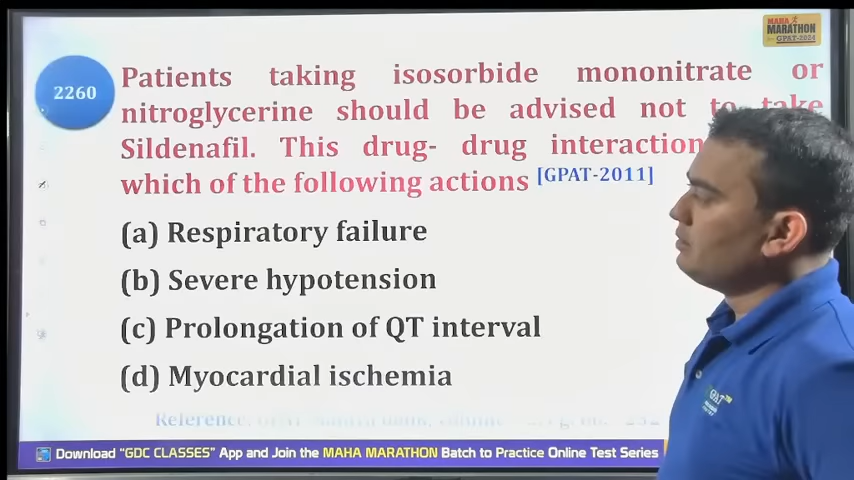 MAHA
MARATHON
GPAT-2024
2260
Patients taking isosorbide mononitrate or
nitroglycerine should be advised not to take
Sildenafil. This drug- drug interaction
which of the following actions [GPAT-2011]
(a) Respiratory failure
(b) Severe hypotension
(c) Prolongation of QT interval
(d) Myocardial ischemia
Reference:
Download "GDC CLASSES" App and Join the MAHA MARATHON Batch to Practice Online Test Series
GPAT